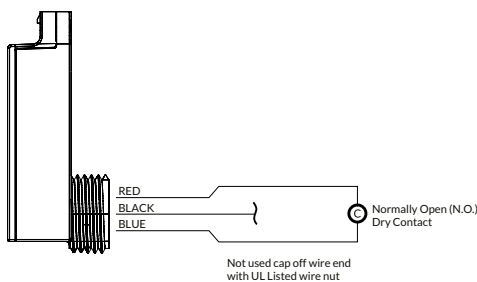 RED
BLACK
BLUE
C
Normally Open (N.O.)
Dry Contact
Not used cap off wire end
with UL Listed wire nut